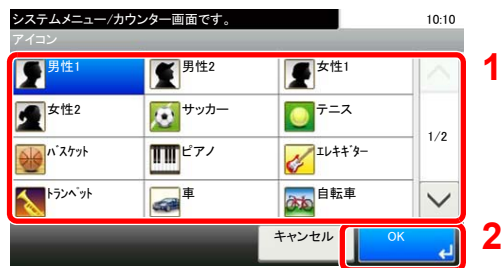 システムメニュー/カウンター画面です。 10:10
アイコン
男性1 男性2 女性1 1
女性2 サッカー テニス
1/2
バスケット ピアノ エレキギター
トランペット 車 自転車
キャンセル OK 2